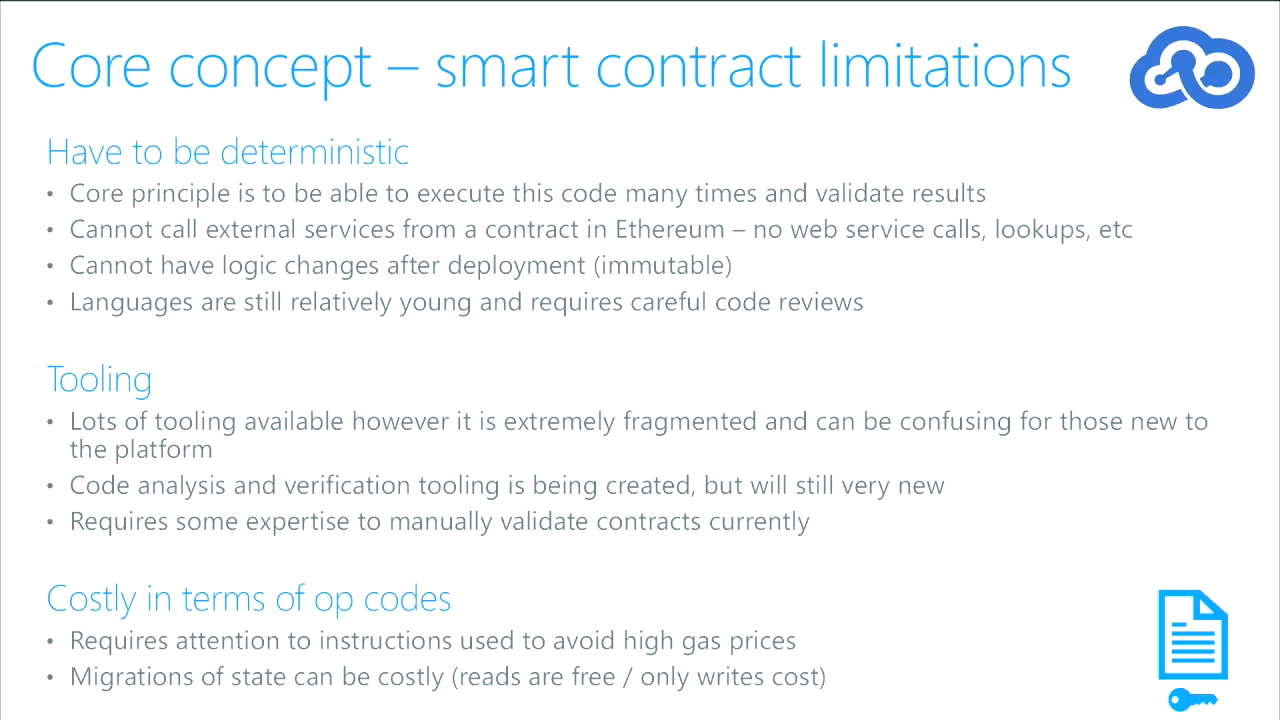 Core concept – smart contract limitations
Have to be deterministic
• Core principle is to be able to execute this code many times and validate results
• Cannot call external services from a contract in Ethereum – no web service calls, lookups, etc
• Cannot have logic changes after deployment (immutable)
• Languages are still relatively young and requires careful code reviews
Tooling
• Lots of tooling available however it is extremely fragmented and can be confusing for those new to
the platform
• Code analysis and verification tooling is being created, but will still very new
• Requires some expertise to manually validate contracts currently
Costly in terms of op codes
• Requires attention to instructions used to avoid high gas prices
• Migrations of state can be costly (reads are free / only writes cost)